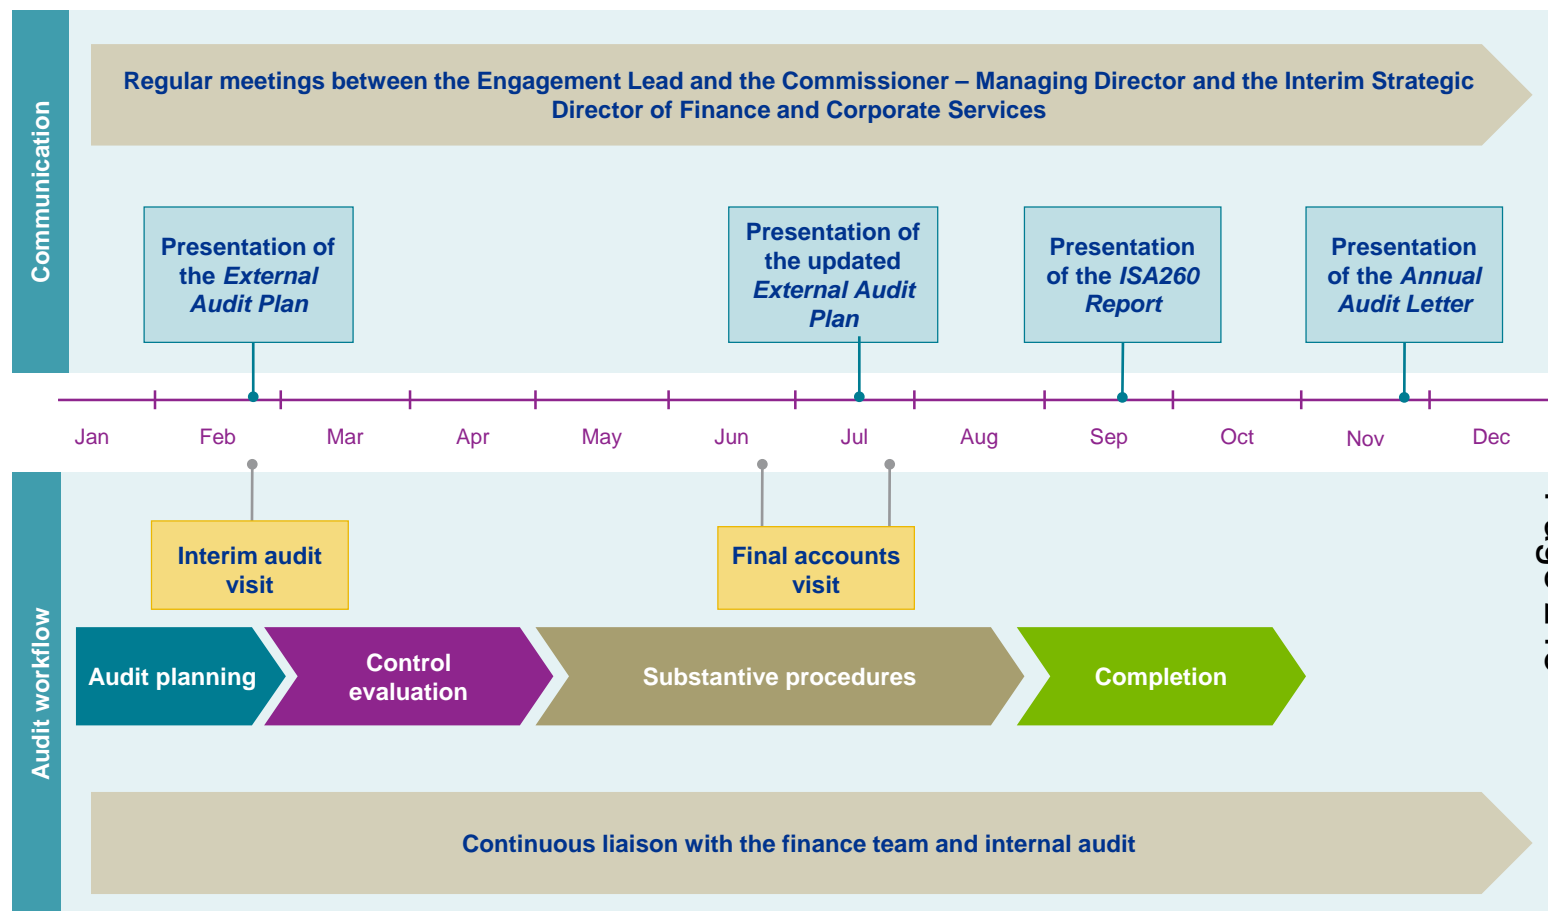 Communication
Regular meetings between the Engagement Lead and the Commissioner – Managing Director and the Interim Strategic
Director of Finance and Corporate Services
Presentation of
the External
Audit Plan
Presentation of
the updated
External Audit
Plan
Presentation
of the ISA260
Report
Presentation
of the Annual
Audit Letter
Jan
Feb
Mar
Apr
May
Jun
Jul
Aug
Sep
Oct
Nov
Dec
Audit workflow
Interim audit
visit
Final accounts
visit
Audit planning
Control
evaluation
Substantive procedures
Completion
Continuous liaison with the finance team and internal audit